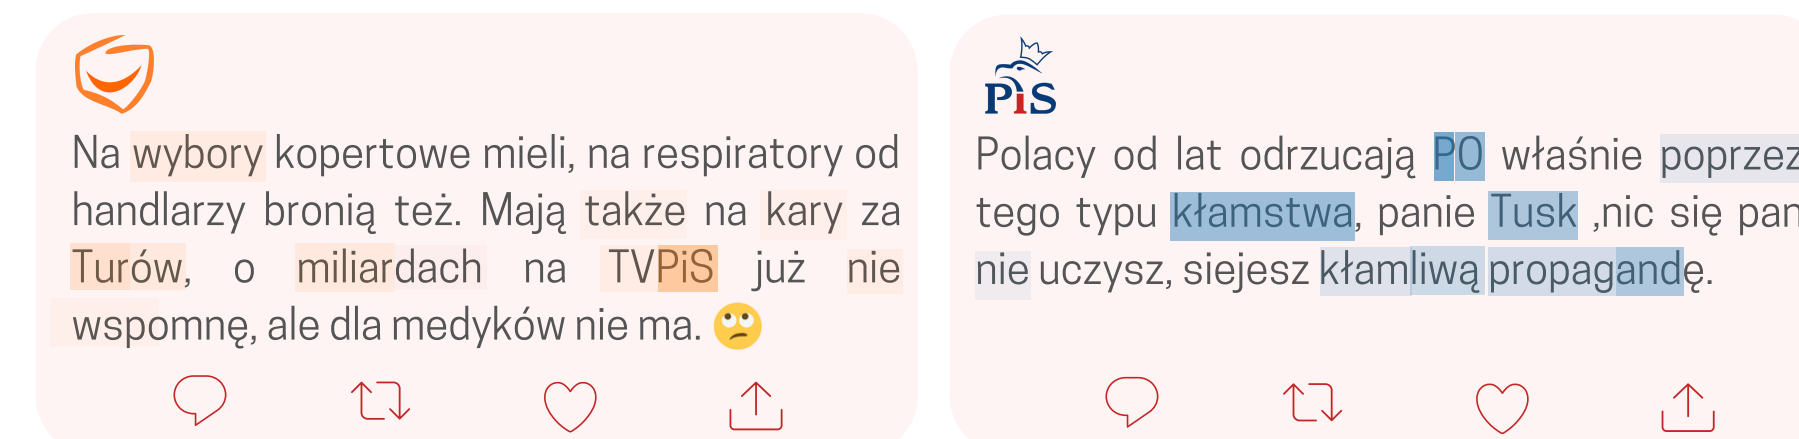 Na wybory kopertowe mieli, na respiratory od
handlarzy bronią też. Mają także na kary za
Turów, o miliardach na TVPiS już nie
wspomnę, ale dla medyków nie ma. 🙄
PiS
Polacy od lat odrzucają PO właśnie poprzez
tego typu kłamstwa, panie Tusk ,nic się pan
nie uczysz, siejesz kłamliwą propagandę.